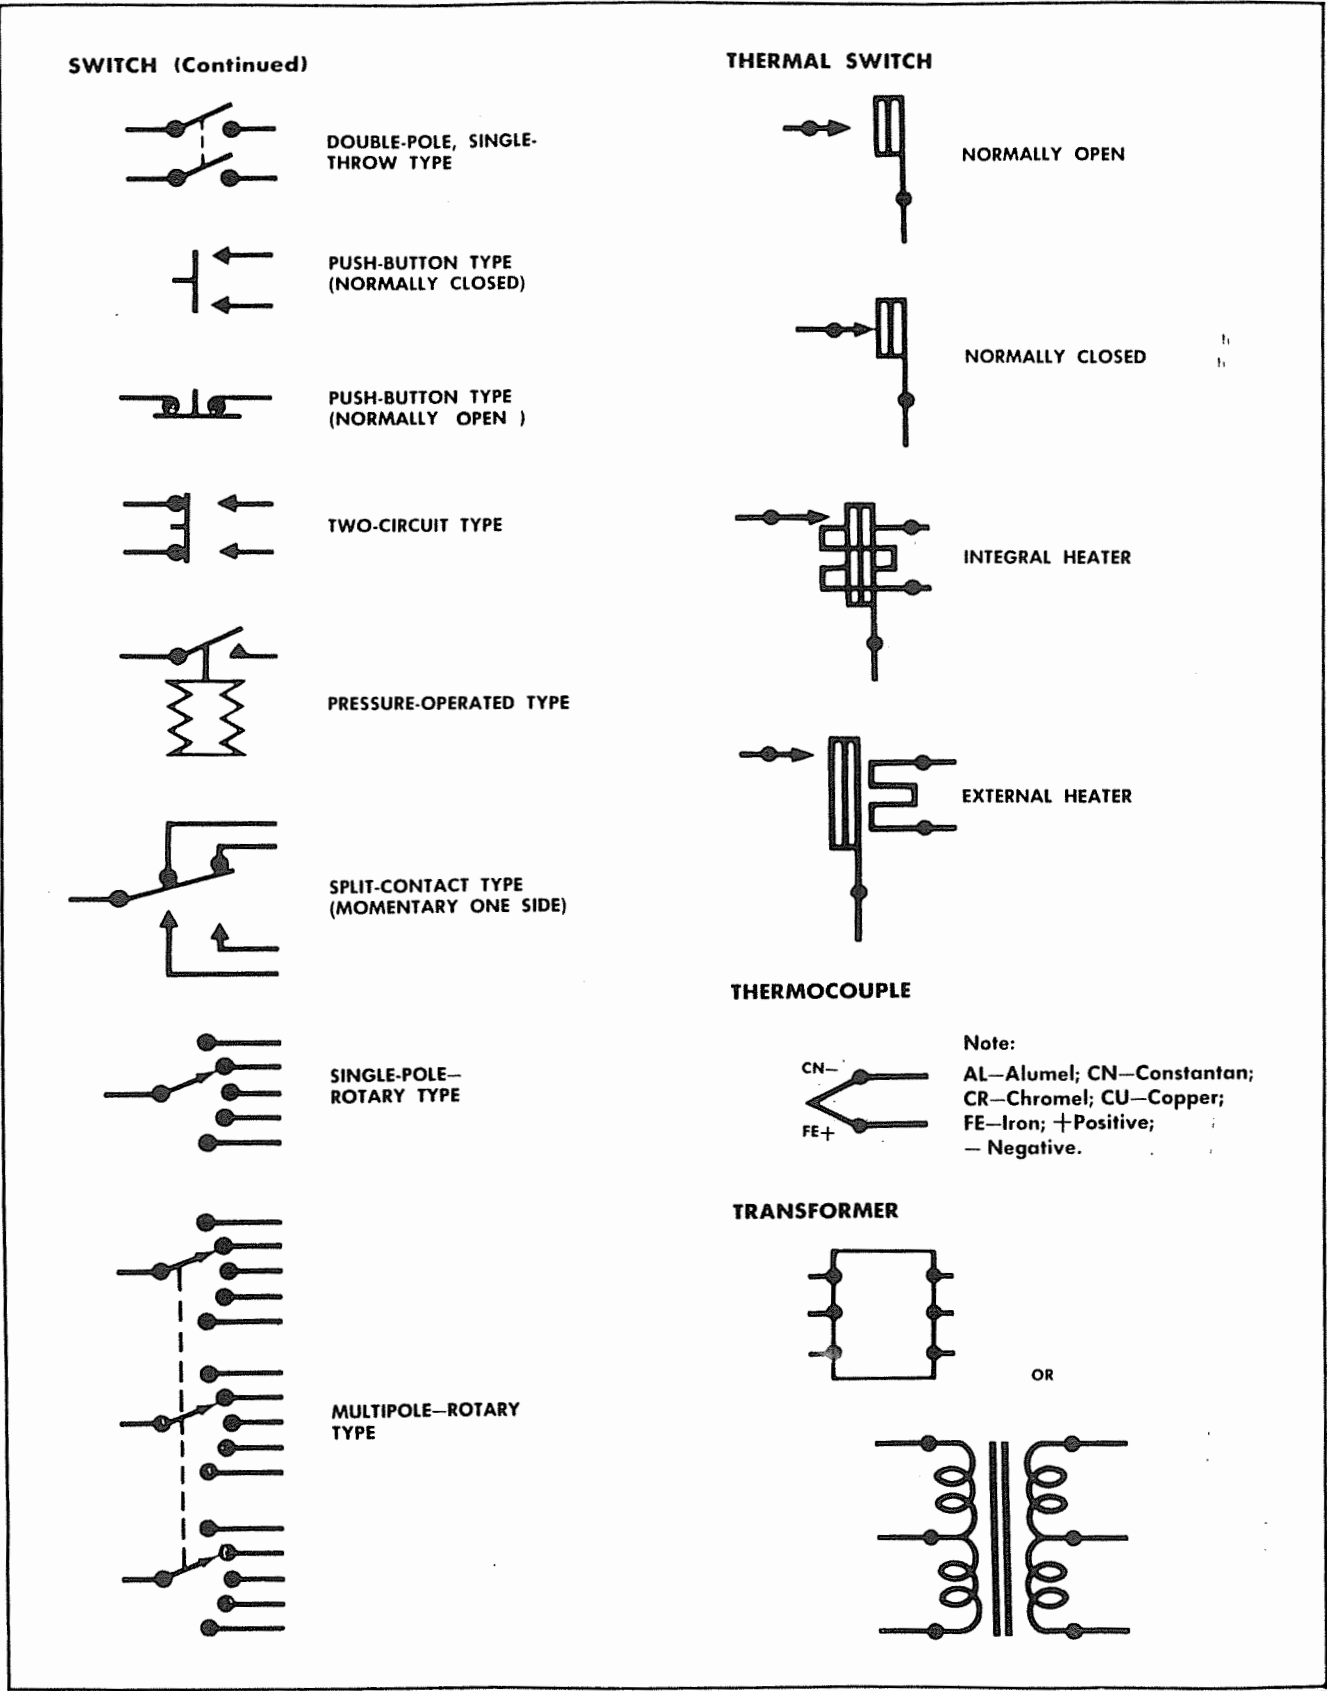 SWITCH (Continued)
DOUBLE-POLE, SINGLE-
THROW TYPE
PUSH-BUTTON TYPE
(NORMALLY CLOSED)
PUSH-BUTTON TYPE
(NORMALLY OPEN )
TWO-CIRCUIT TYPE
PRESSURE-OPERATED TYPE
SPLIT-CONTACT TYPE
(MOMENTARY ONE SIDE)
SINGLE-POLE—
ROTARY TYPE
MULTIPOLE—ROTARY
TYPE
THERMAL SWITCH
NORMALLY OPEN
NORMALLY CLOSED
INTEGRAL HEATER
EXTERNAL HEATER
THERMOCOUPLE
CN—
FE+
Note:
AL—Alumel; CN—Constantan;
CR—Chromel; CU—Copper;
FE—Iron; +Positive;
— Negative.
TRANSFORMER
OR